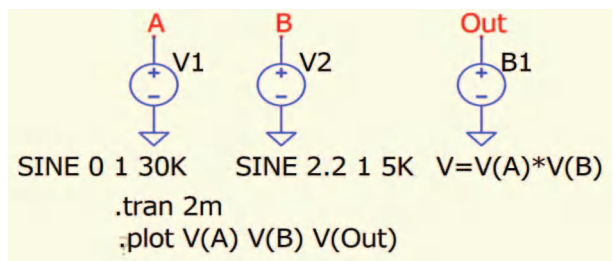 A B Out
V1 V2 B1
SINE 0 1 30K SINE 2.2 1 5K V=V(A)*V(B)
.tran 2m
.plot V(A) V(B) V(Out)